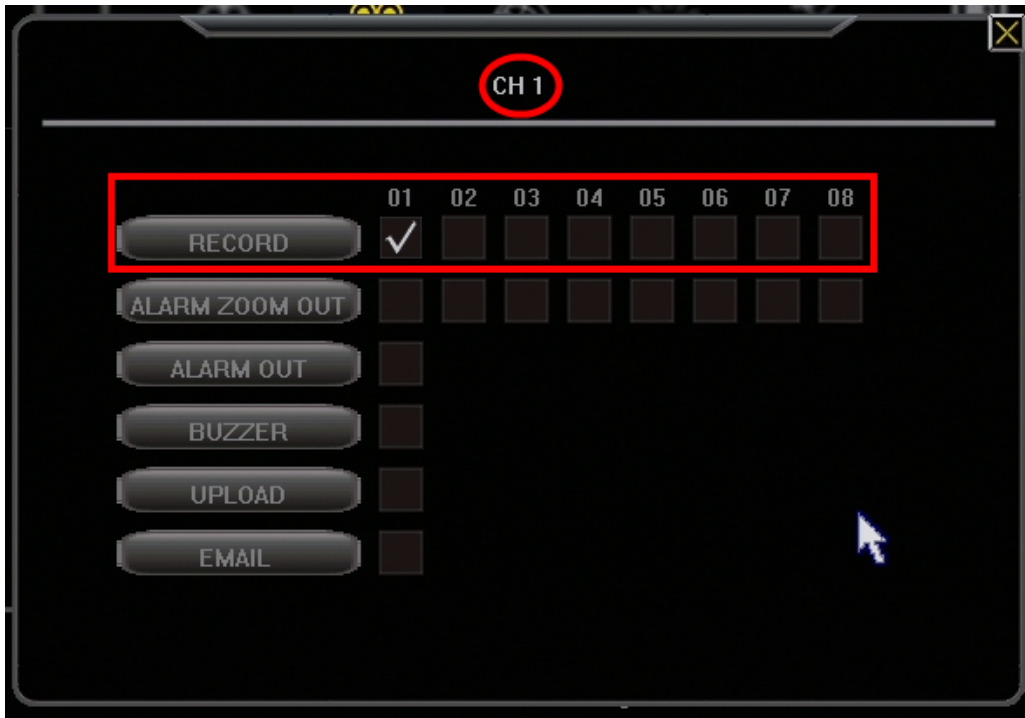 CH 1
01 02 03 04 05 06 07 08
RECORD
ALARM ZOOM OUT
ALARM OUT
BUZZER
UPLOAD
EMAIL